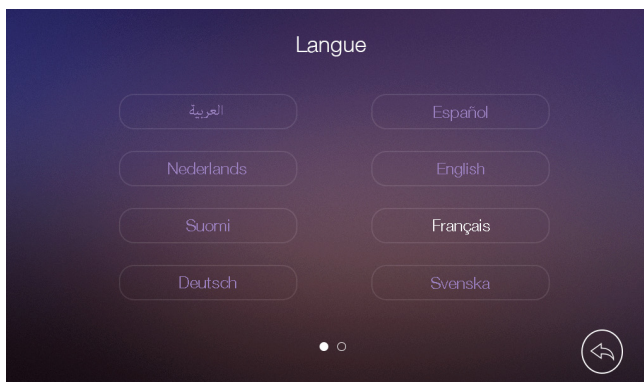 Langue
العربية
Español
Nederlands
English
Suomi
Français
Deutsch
Svenska